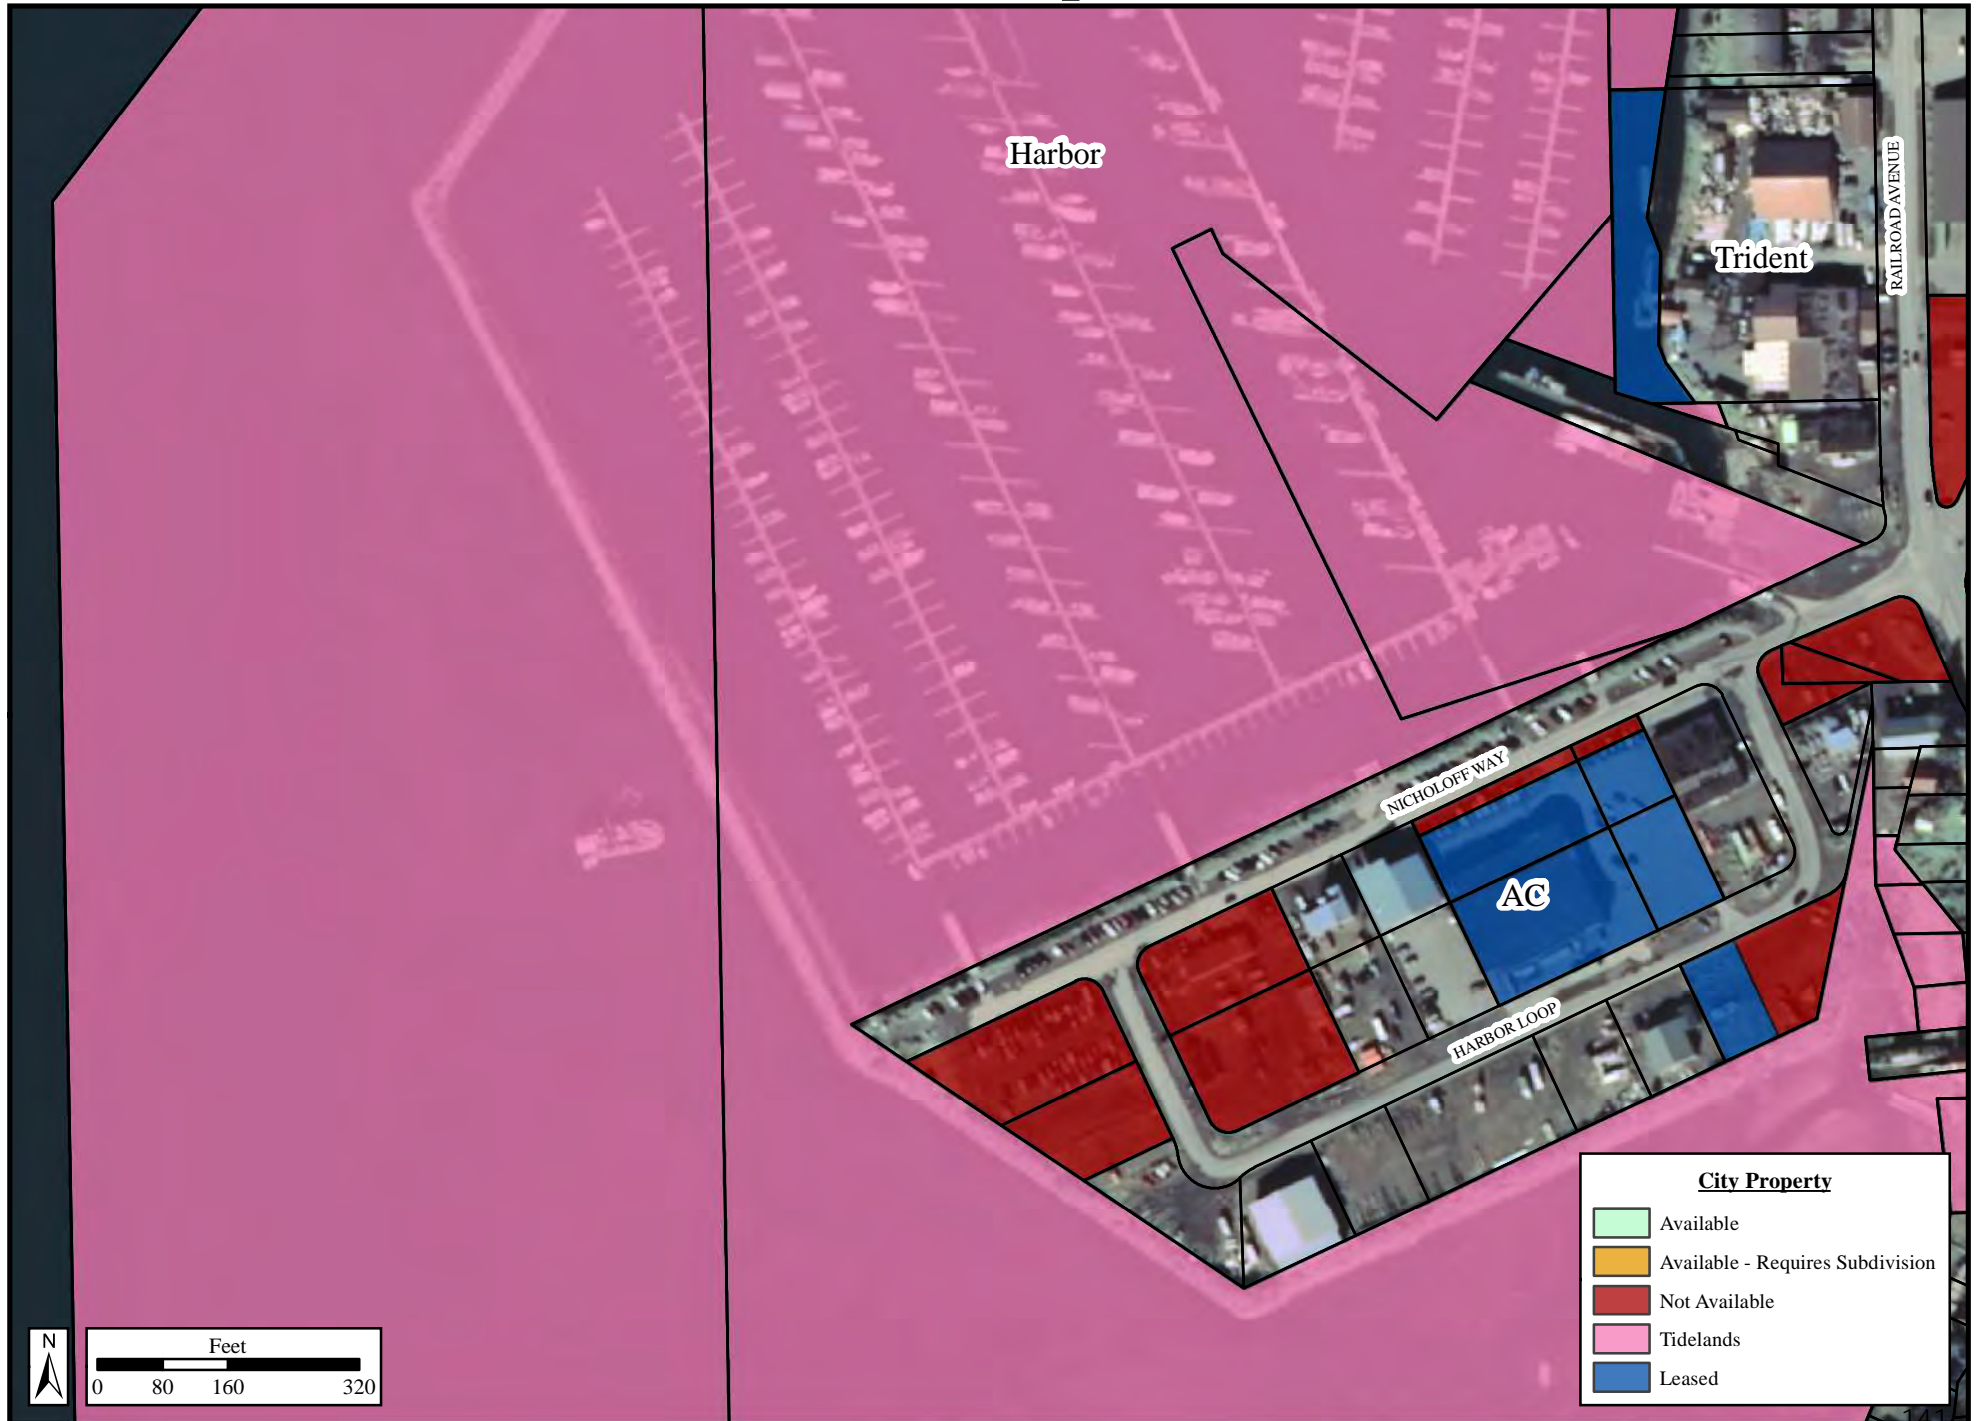 Harbor
Trident
RAILROAD AVENUE
NICHOLOFF WAY
AC
HARBOR LOOP
City Property
Available
Available - Requires Subdivision
Not Available
Tidelands
Leased
N
Feet
0 80 160 320